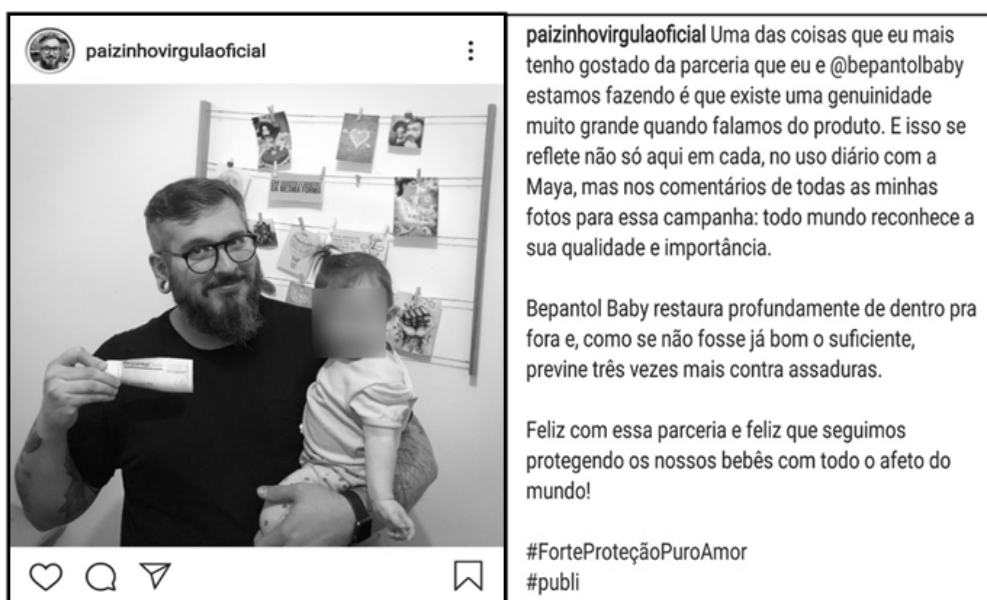 paizinhovirgulaoficial
DA MESMA FORMA
paizinhovirgulaoficial Uma das coisas que eu mais
tenho gostado da parceria que eu e @bepantolbaby
estamos fazendo é que existe uma genuinidade
muito grande quando falamos do produto. E isso se
reflete não só aqui em cada, no uso diário com a
Maya, mas nos comentários de todas as minhas
fotos para essa campanha: todo mundo reconhece a
sua qualidade e importância.
Bepantol Baby restaura profundamente de dentro pra
fora e, como se não fosse já bom o suficiente,
previne três vezes mais contra assaduras.
Feliz com essa parceria e feliz que seguimos
protegendo os nossos bebês com todo o afeto do
mundo!
#ForteProteçãoPuroAmor
#publi